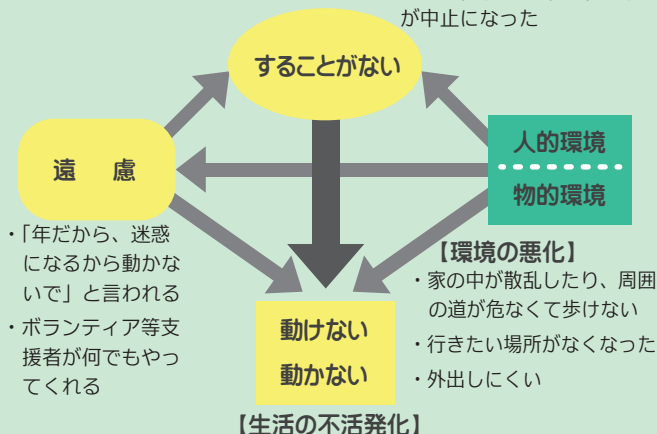 が中止になった
することがない
遠　慮
人的環境
物的環境
・「年だから、迷惑
になるから動かな
いで」と言われる
・ボランティア等支
援者が何でもやっ
てくれる
【環境の悪化】
・家の中が散乱したり、周囲
の道が危なくて歩けない
・行きたい場所がなくなった
・外出しにくい
動けない
動かない
【生活の不活発化】